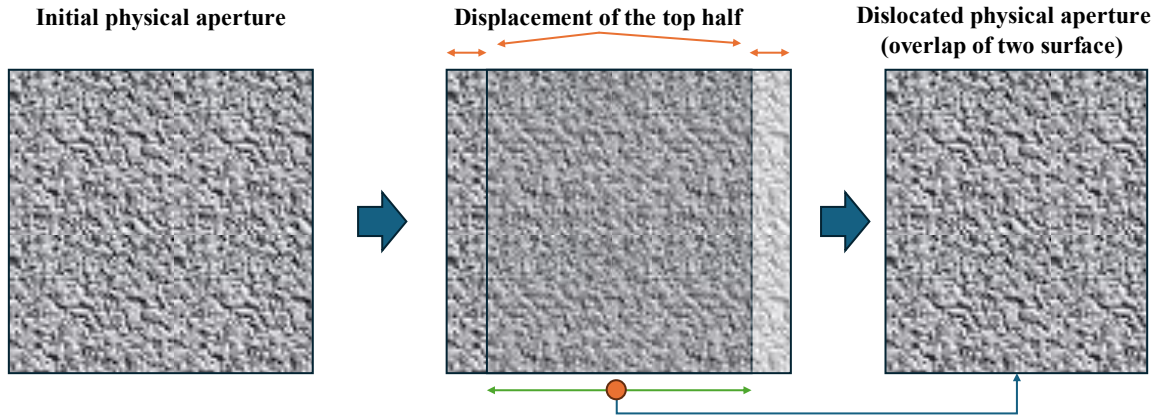 Initial physical aperture
Displacement of the top half
Dislocated physical aperture
(overlap of two surface)